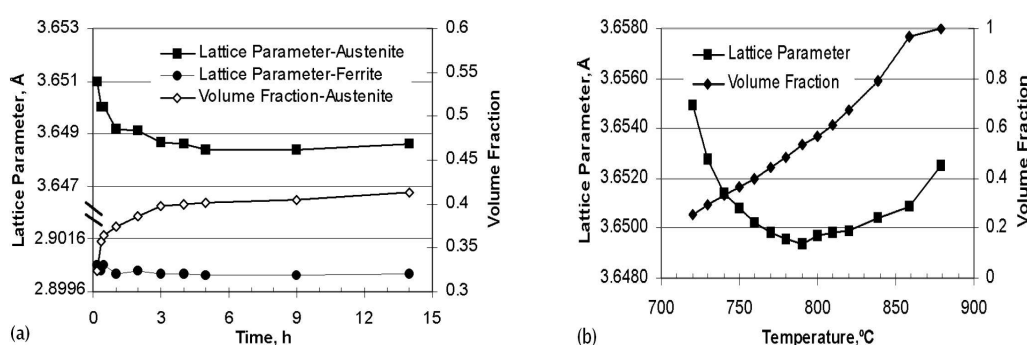 3.653
3.651
3.649
3.647
2.9016
2.8996
Lattice Parameter, Å
Lattice Parameter-Austenite
Lattice Parameter-Ferrite
Volume Fraction-Austenite
0.6
0.55
0.5
0.45
0.4
0.35
0.3
Volume Fraction
0 3 6 9 12 15
Time, h
(a)
3.6580
3.6560
3.6540
3.6520
3.6500
3.6480
Lattice Parameter, Å
Lattice Parameter
Volume Fraction
1
0.8
0.6
0.4
0.2
0
Volume Fraction
700 750 800 850 900
Temperature,ºC
(b)